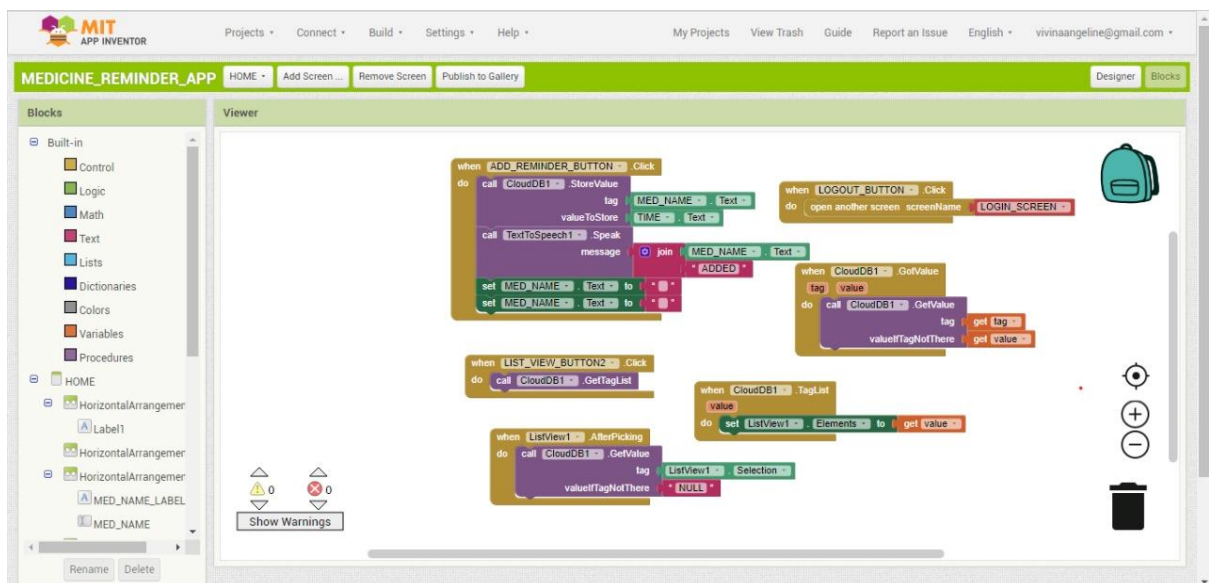 MIT
APP INVENTOR
Projects Connect Build Settings Help My Projects View Trash Guide Report an Issue English vivinaangeline@gmail.com
MEDICINE_REMINDER_APP HOME Add Screen ... Remove Screen Publish to Gallery Designer Blocks
Blocks
Viewer
Built-in
Control
Logic
Math
Text
Lists
Dictionaries
Colors
Variables
Procedures
HOME
HorizontalArrangemen
Label1
HorizontalArrangemen
HorizontalArrangemen
MED_NAME_LABEL
MED_NAME
Rename Delete
when ADD_REMINDER_BUTTON .Click
do call CloudDB1 .StoreValue
tag MED_NAME . Text
valueToStore TIME . Text
call TextToSpeech1 .Speak
message join MED_NAME . Text
" ADDED "
set MED_NAME . Text to " "
set MED_NAME . Text to " "
when LOGOUT_BUTTON .Click
do open another screen screenName LOGIN_SCREEN
when CloudDB1 .GotValue
tag value
do call CloudDB1 .GetValue
tag get tag
valueIfTagNotThere get value
when LIST_VIEW_BUTTON2 .Click
do call CloudDB1 .GetTagList
when CloudDB1 .TagList
value
do set ListView1 . Elements to get value
when ListView1 .AfterPicking
do call CloudDB1 .GetValue
tag ListView1 . Selection
valueIfTagNotThere " NULL "
0 0
Show Warnings